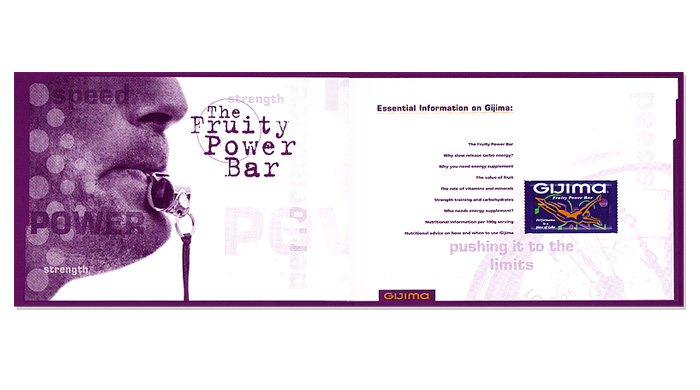 speed
strength
The
Fruity
Power
Bar
POWER
Power
performance
strength
Essential Information on Gijima:
The Fruity Power Bar
Why slow release carbo energy?
Why you need energy supplement
The value of fruit
The role of vitamins and minerals
Strength training and carbohydrates
Who needs energy supplement?
Nutritional information per 100g serving
Nutritional advice on how and when to use Gijima
GIJIMA
Fruity Power Bar
speed
pushing it to the
limits
GIJIMA